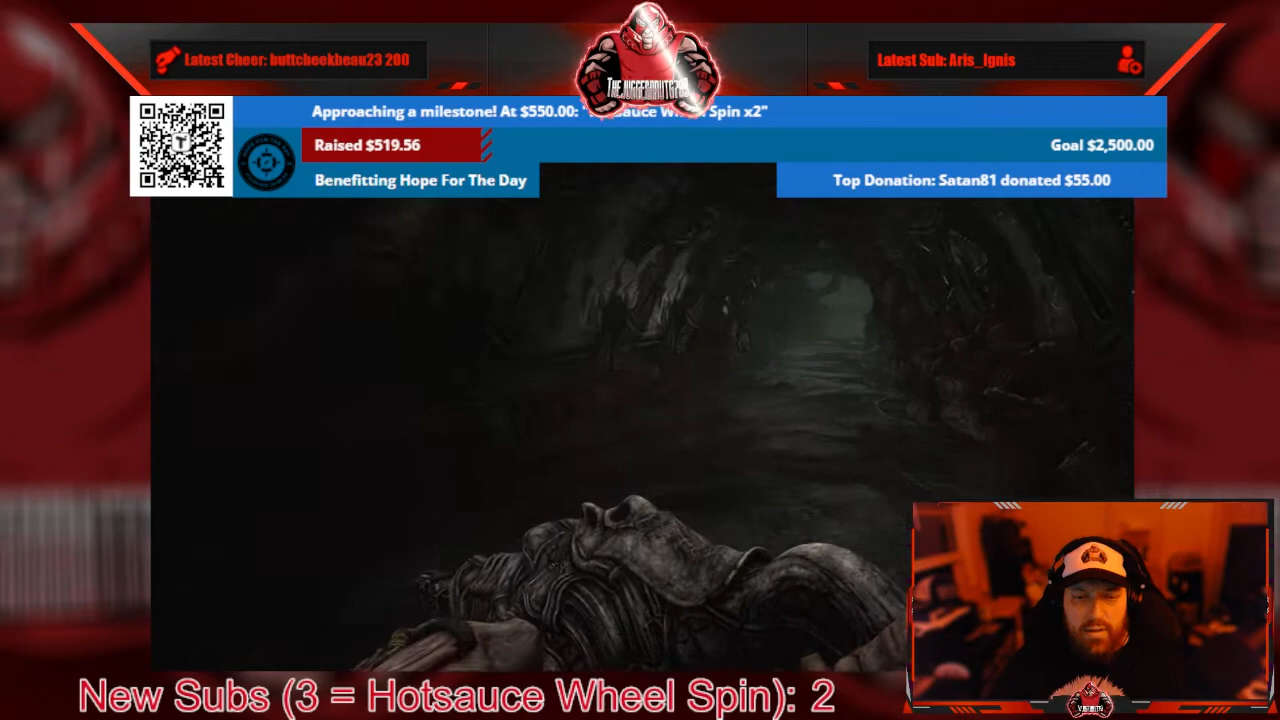 Latest Cheer: buttcheekbeau23 200
Latest Sub: Aris_Ignis
Approaching a milestone! At $550.00: "
sauce W
Spin x2"
Raised $519.56
Goal $2,500.00
Benefitting Hope For The Day
Top Donation: Satan81 donated $55.00
New Subs (3 = Hotsauce Wheel Spin): 2